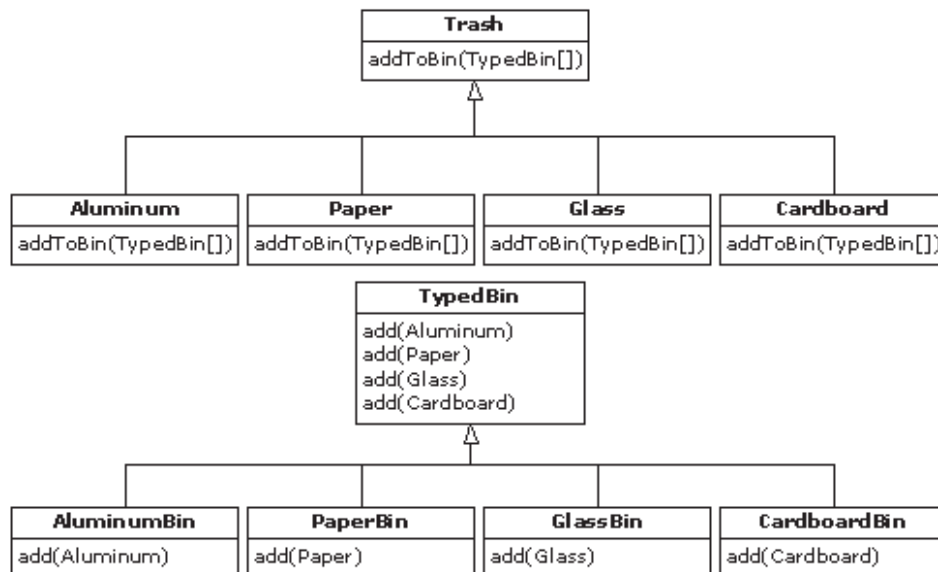 Trash
addToBin(TypedBin[])
Aluminum
addToBin(TypedBin[])
Paper
addToBin(TypedBin[])
Glass
addToBin(TypedBin[])
Cardboard
addToBin(TypedBin[])
TypedBin
add(Aluminum)
add(Paper)
add(Glass)
add(Cardboard)
AluminumBin
add(Aluminum)
PaperBin
add(Paper)
GlassBin
add(Glass)
CardboardBin
add(Cardboard)